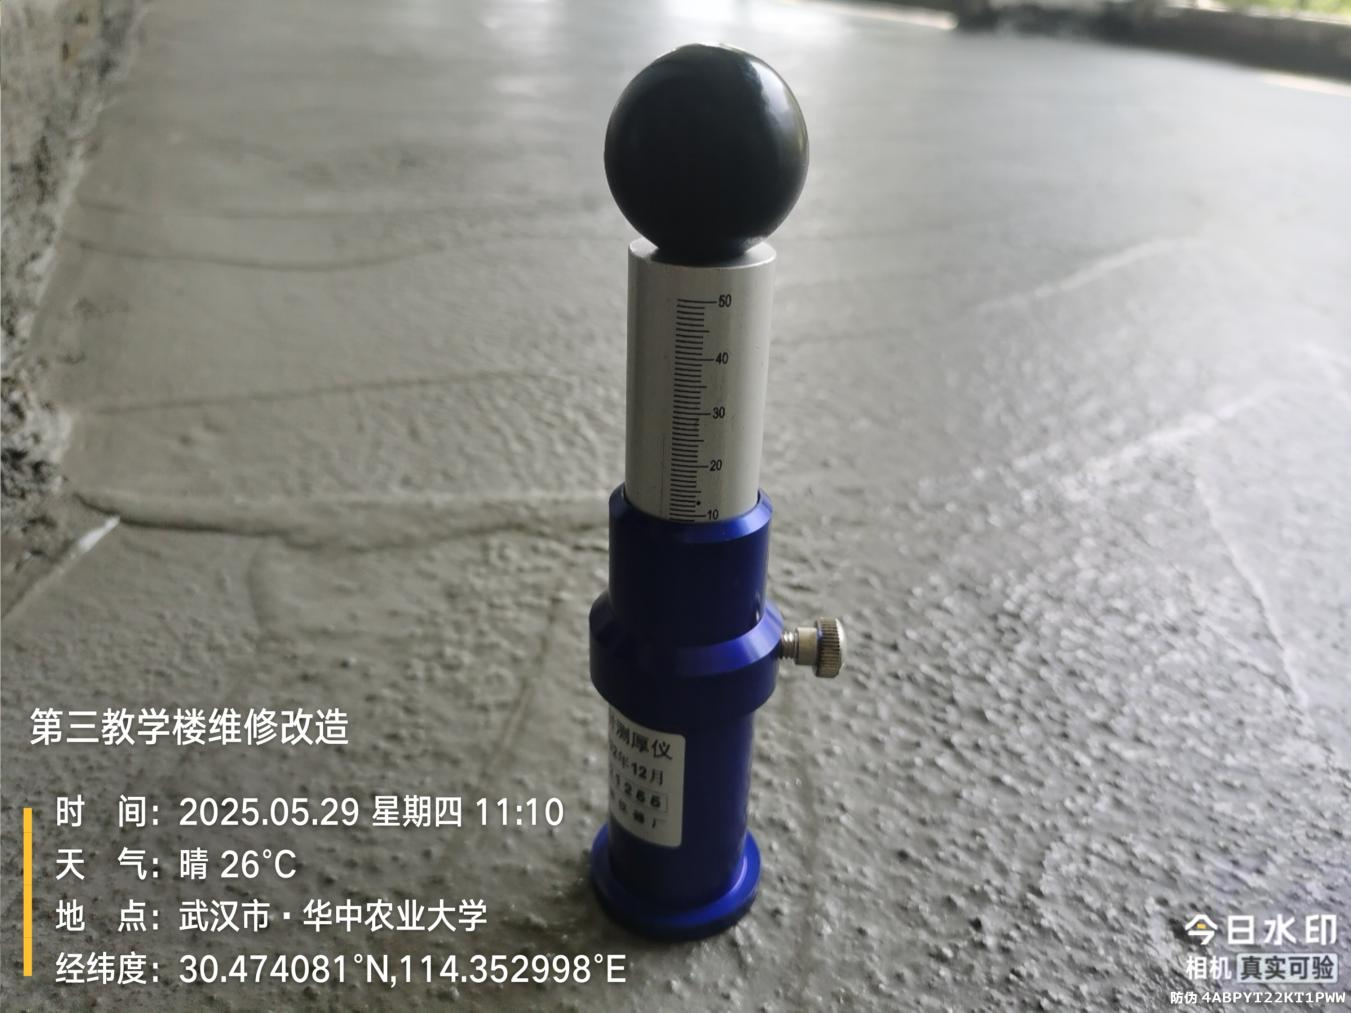 50
40
30
20
10
测厚仪
年12月
1266
厂
第三教学楼维修改造
时 间：2025.05.29 星期四 11:10
天 气：晴 26°C
地 点：武汉市·华中农业大学
经纬度：30.474081°N,114.352998°E
今日水印
相机 真实可验
防伪 4ABPYT22KT1PWW